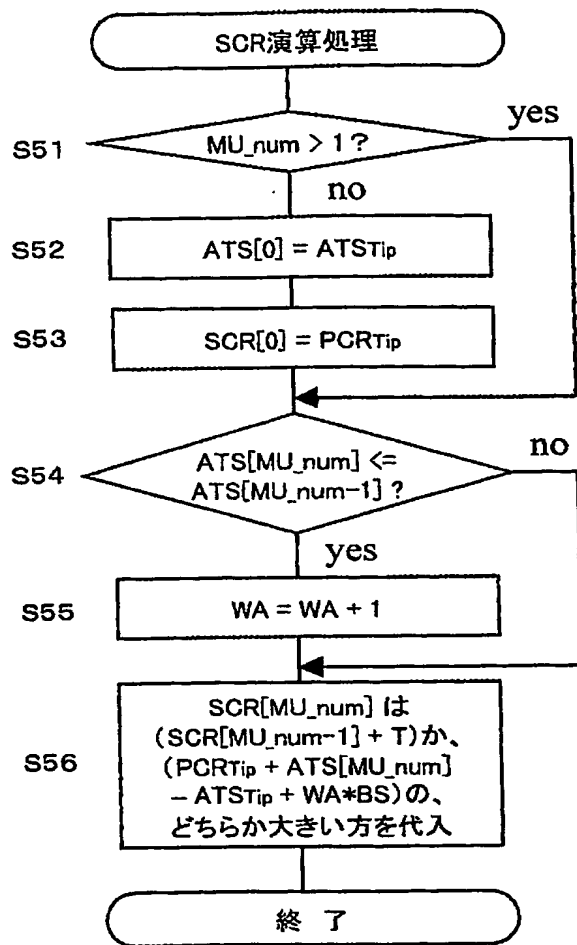 SCR演算処理
S51
MU_num > 1 ?
yes
no
S52
ATS[0] = ATSTip
S53
SCR[0] = PCRTip
S54
ATS[MU_num] <=
ATS[MU_num-1] ?
no
yes
S55
WA = WA + 1
S56
SCR[MU_num] は
(SCR[MU_num-1] + T)か、
(PCRTip + ATS[MU_num]
– ATSTip + WA*BS)の、
どちらか大きい方を代入
終 了